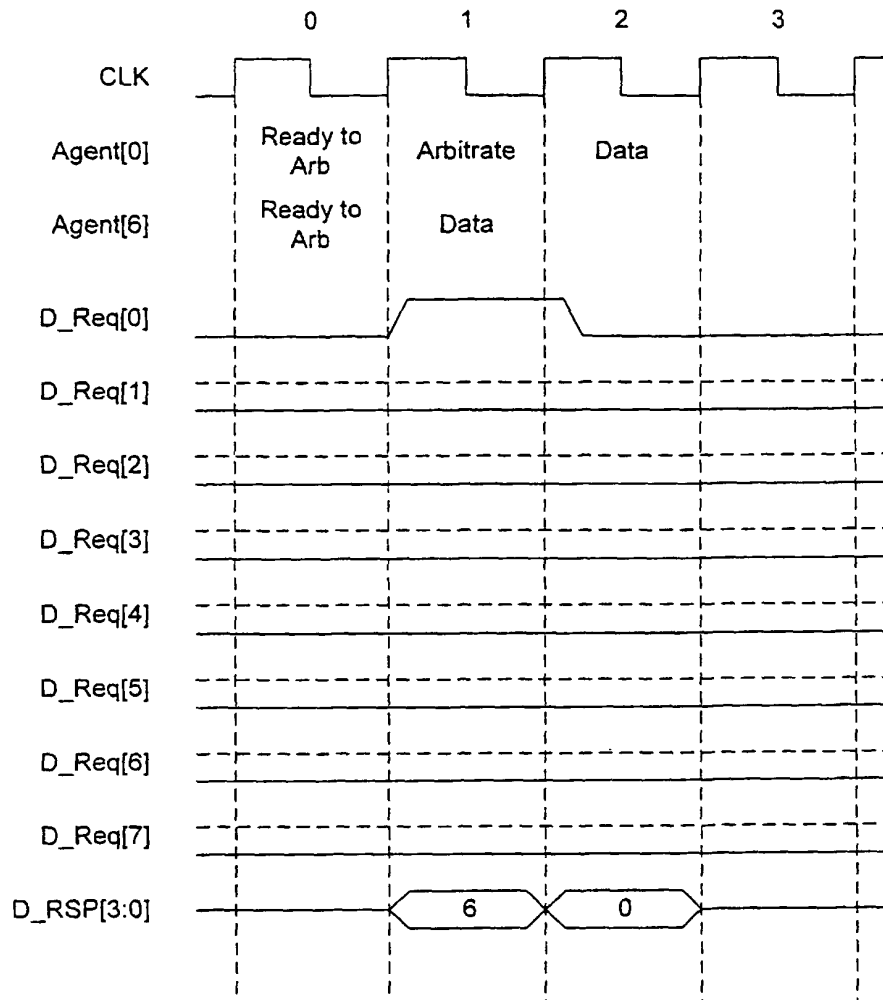 0 1 2 3
CLK
Agent[0] Ready to Arb Arbitrate Data
Agent[6] Ready to Arb Data
D_Req[0]
D_Req[1]
D_Req[2]
D_Req[3]
D_Req[4]
D_Req[5]
D_Req[6]
D_Req[7]
D_RSP[3:0] 6 0